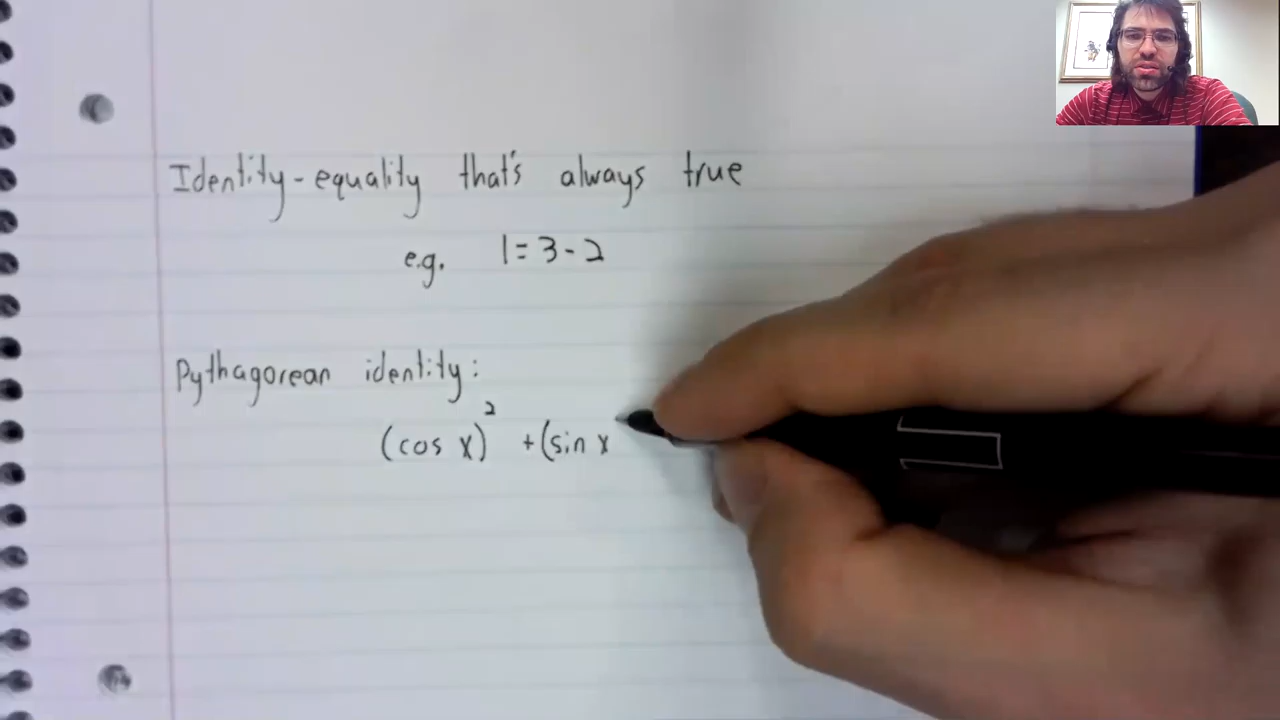 Identity - equality that's always true
e.g. 1 = 3 - 2
Pythagorean identity:
(cos x)² + (sin x